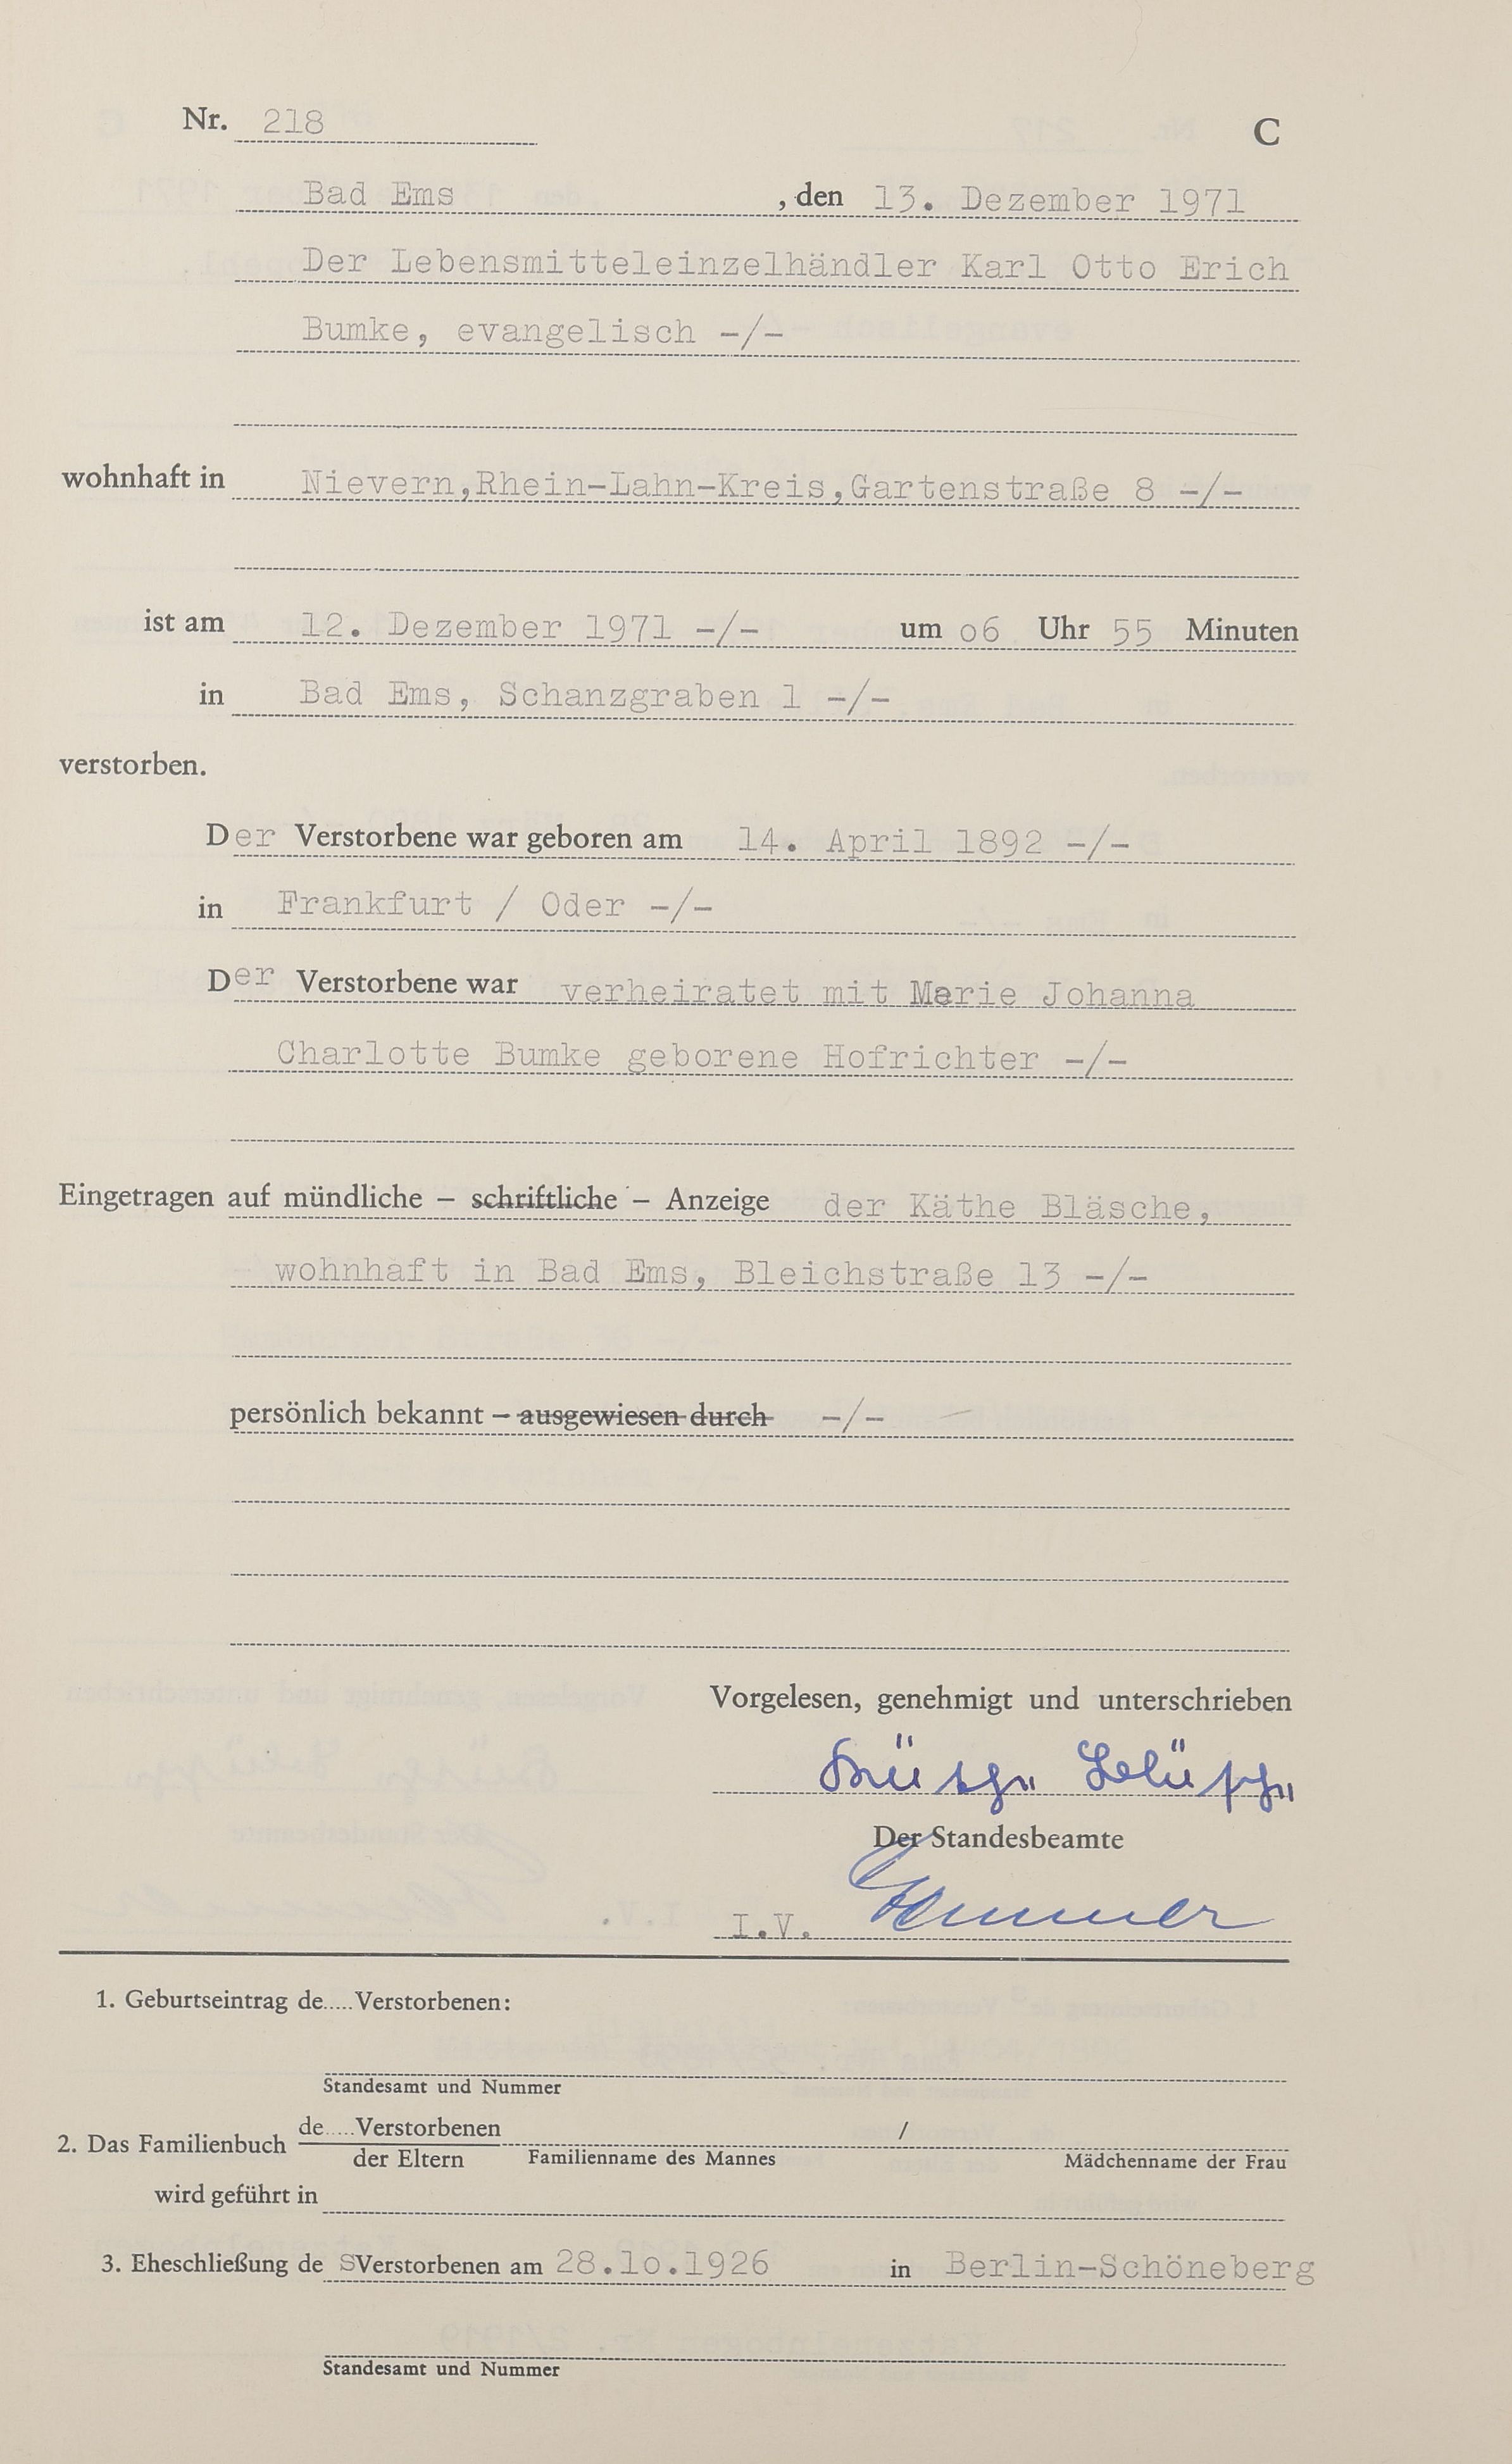 Nr. 218 C
Bad Ems , den 13. Dezember 1971
Der Lebensmitteleinzelhändler Karl Otto Erich
Bumke, evangelisch -/-
wohnhaft in Nievern,Rhein-Lahn-Kreis,Gartenstraße 8 -/-
ist am 12. Dezember 1971 -/- um o6 Uhr 55 Minuten
in Bad Ems, Schanzgraben 1 -/-
verstorben.
Der Verstorbene war geboren am 14. April 1892 -/-
in Frankfurt / Oder -/-
Der Verstorbene war verheiratet mit Marie Johanna
Charlotte Bumke geborene Hofrichter -/-
Eingetragen auf mündliche – schriftliche – Anzeige der Käthe Bläsche,
wohnhaft in Bad Ems, Bleichstraße 13 -/-
persönlich bekannt – ausgewiesen durch -/-
Vorgelesen, genehmigt und unterschrieben
Der Standesbeamte
I.V.
1. Geburtseintrag de.....Verstorbenen:
Standesamt und Nummer
de.....Verstorbenen /
2. Das Familienbuch
der Eltern Familienname des Mannes Mädchenname der Frau
wird geführt in
3. Eheschließung de SVerstorbenen am 28.1o.1926 in Berlin-Schöneberg
Standesamt und Nummer